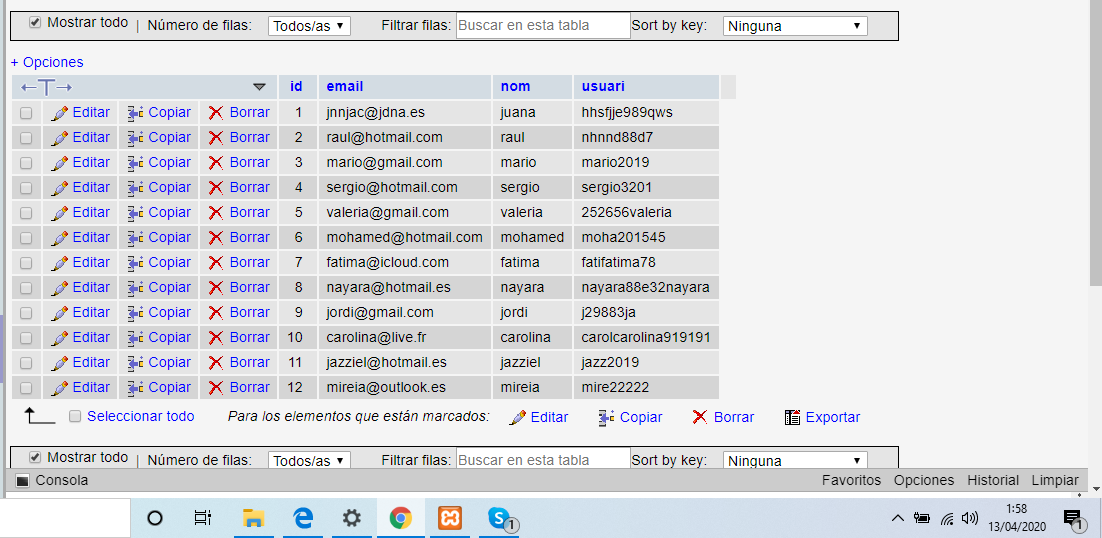 Mostrar todo | Número de filas: Todos/as Filtrar filas: Buscar en esta tabla Sort by key: Ninguna
+ Opciones
id email nom usuari
Editar Copiar Borrar 1 jnnjac@jdna.es juana hhsfjje989qws
Editar Copiar Borrar 2 raul@hotmail.com raul nhnnd88d7
Editar Copiar Borrar 3 mario@gmail.com mario mario2019
Editar Copiar Borrar 4 sergio@hotmail.com sergio sergio3201
Editar Copiar Borrar 5 valeria@gmail.com valeria 252656valeria
Editar Copiar Borrar 6 mohamed@hotmail.com mohamed moha201545
Editar Copiar Borrar 7 fatima@icloud.com fatima fatifatima78
Editar Copiar Borrar 8 nayara@hotmail.es nayara nayara88e32nayara
Editar Copiar Borrar 9 jordi@gmail.com jordi j29883ja
Editar Copiar Borrar 10 carolina@live.fr carolina carolcarolina919191
Editar Copiar Borrar 11 jazziel@hotmail.es jazziel jazz2019
Editar Copiar Borrar 12 mireia@outlook.es mireia mire22222
Seleccionar todo Para los elementos que están marcados: Editar Copiar Borrar Exportar
Mostrar todo | Número de filas: Todos/as Filtrar filas: Buscar en esta tabla Sort by key: Ninguna
Consola Favoritos Opciones Historial Limpiar
1 1:58 1
13/04/2020